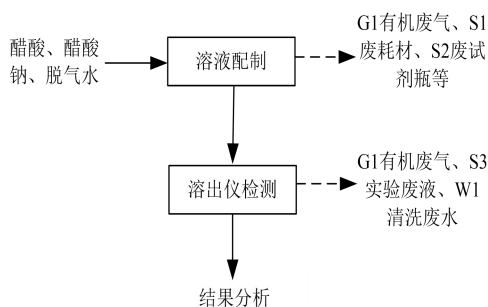 醋酸、醋酸
钠、脱气水
溶液配制
G1有机废气、S1
废耗材、S2废试
剂瓶等
溶出仪检测
G1有机废气、S3
实验废液、W1
清洗废水
结果分析